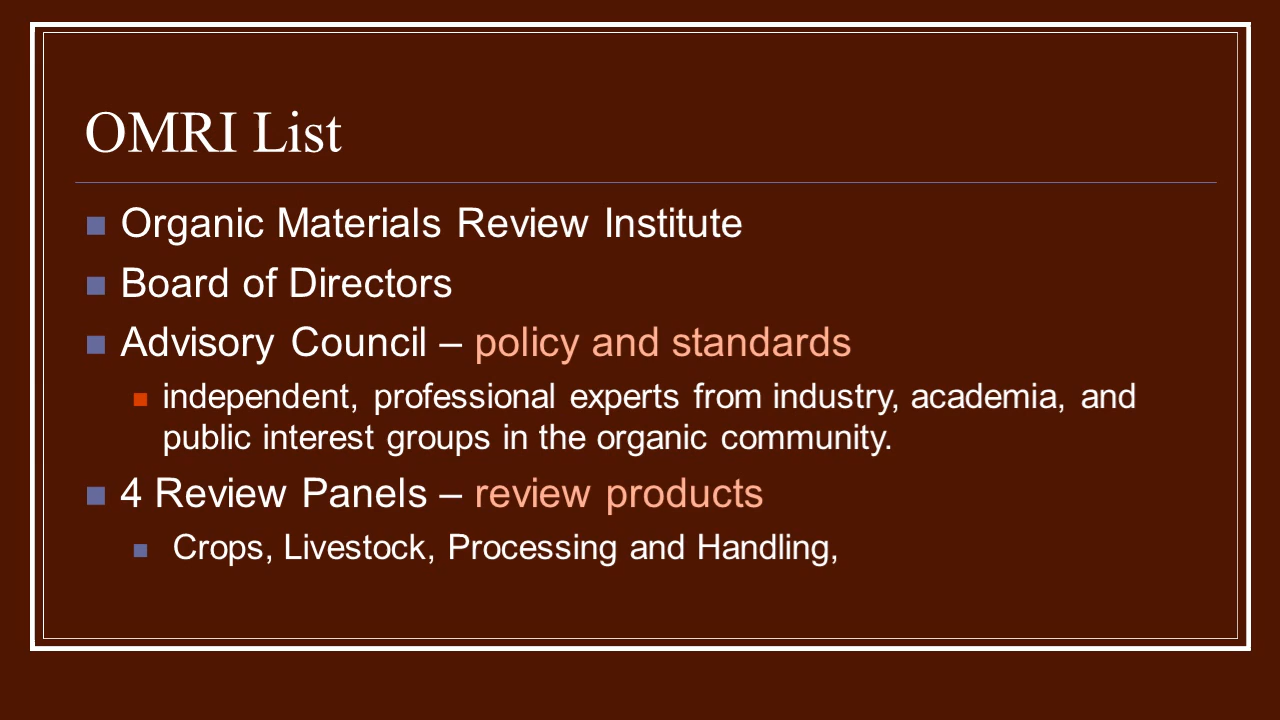 OMRI List
Organic Materials Review Institute
Board of Directors
Advisory Council – policy and standards
independent, professional experts from industry, academia, and
public interest groups in the organic community.
4 Review Panels – review products
Crops, Livestock, Processing and Handling,